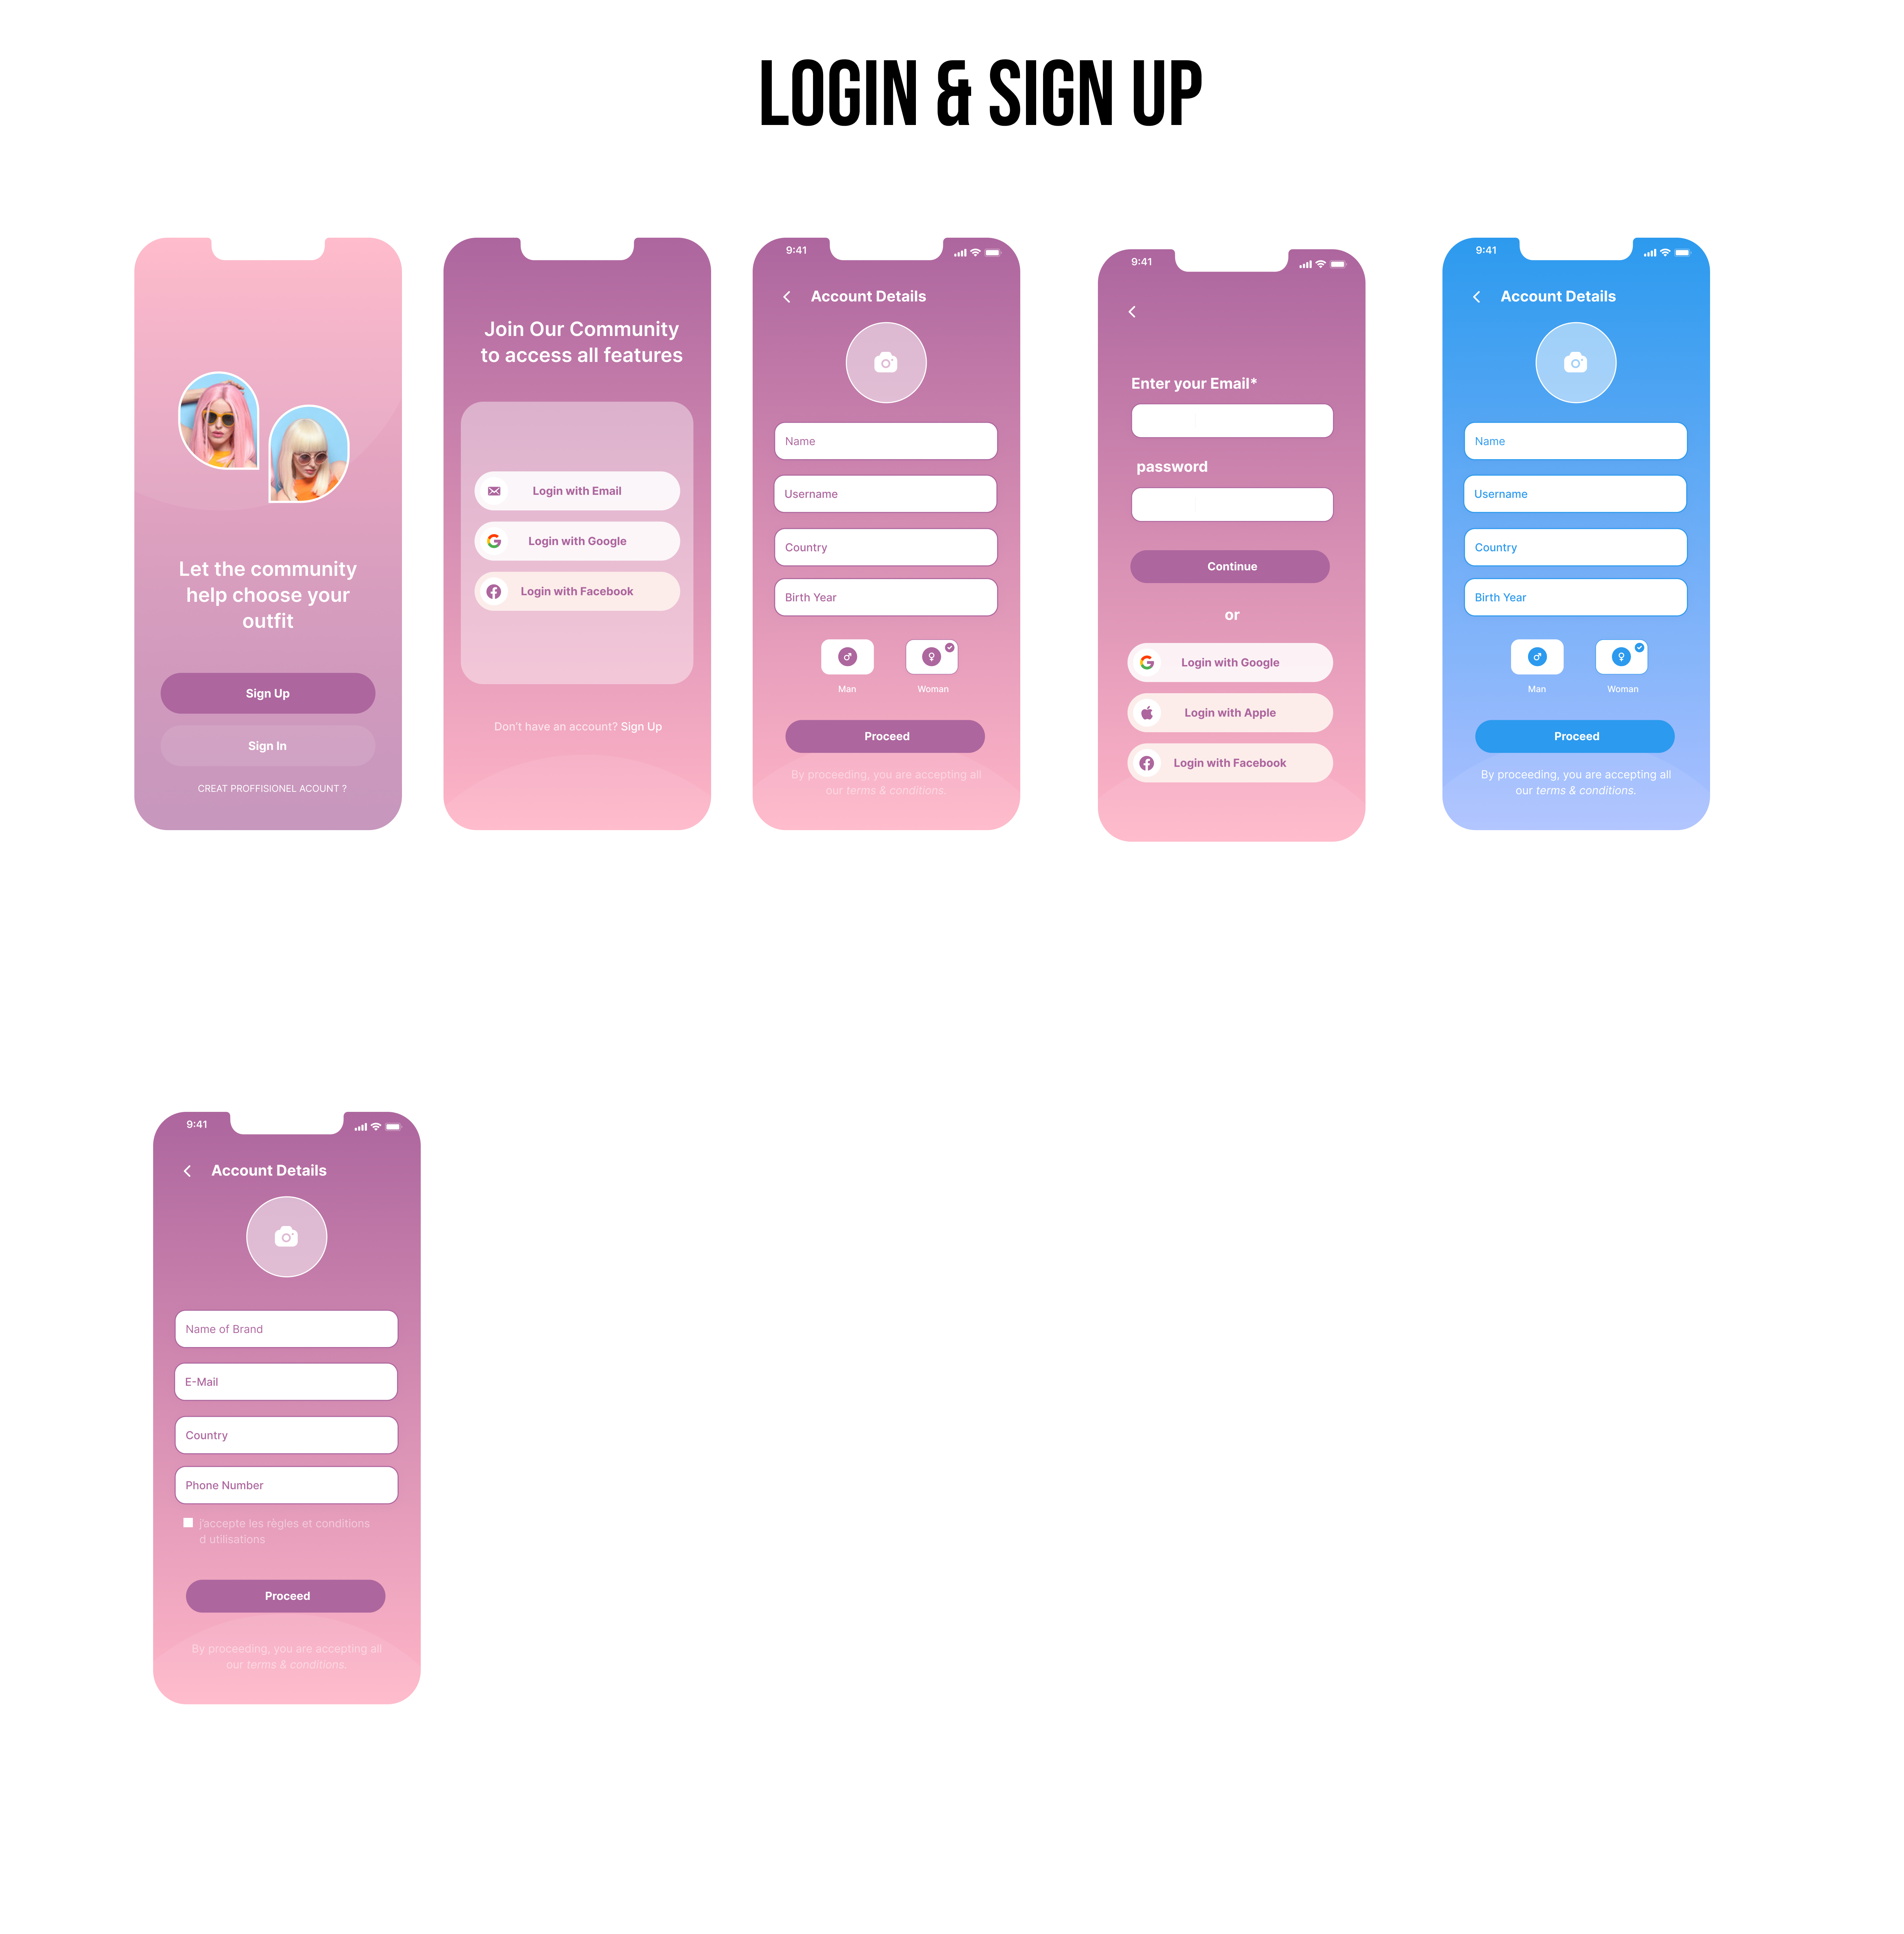 LOGIN & SIGN UP
Let the community
help choose your
outfit
Sign Up
Sign In
CREAT PROFFISIONEL ACOUNT ?
Join Our Community
to access all features
Login with Email
Login with Google
Login with Facebook
Don't have an account? Sign Up
9:41
Account Details
Name
Username
Country
Birth Year
Man
Woman
Proceed
By proceeding, you are accepting all
our terms & conditions.
9:41
Enter your Email*
password
Continue
or
Login with Google
Login with Apple
Login with Facebook
9:41
Account Details
Name
Username
Country
Birth Year
Man
Woman
Proceed
By proceeding, you are accepting all
our terms & conditions.
9:41
Account Details
Name of Brand
E-Mail
Country
Phone Number
j'accepte les règles et conditions
d utilisations
Proceed
By proceeding, you are accepting all
our terms & conditions.